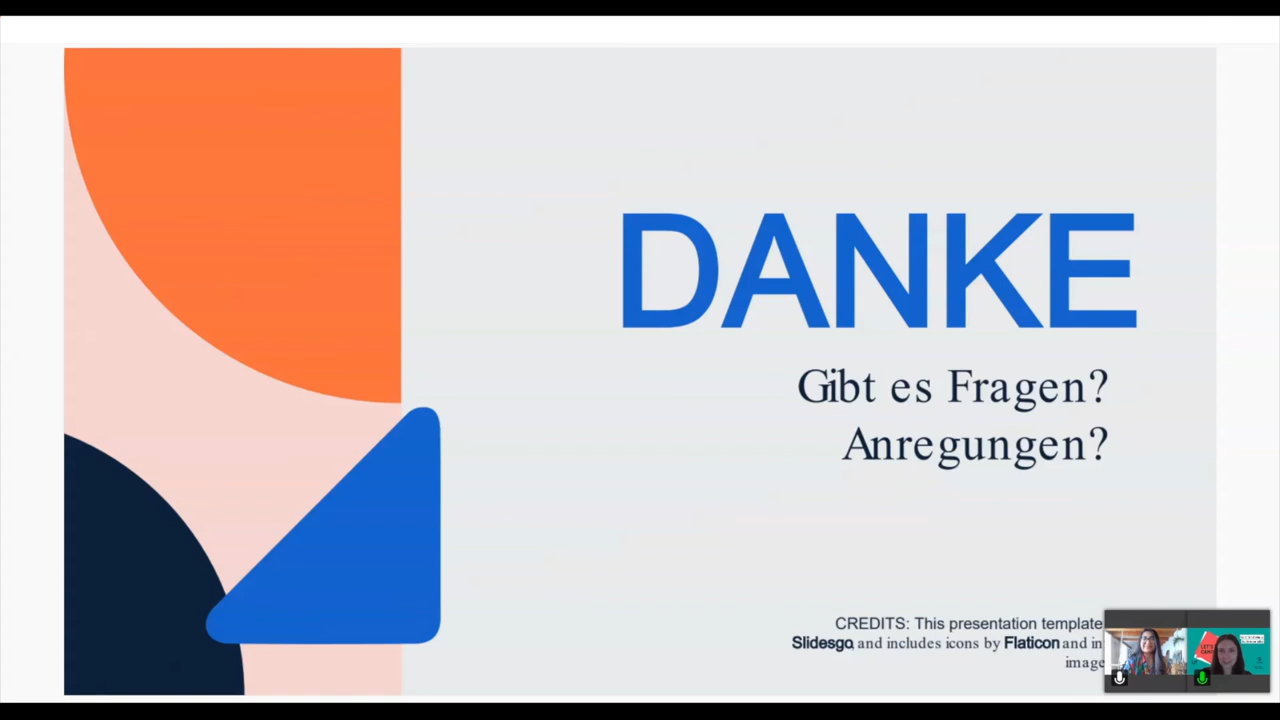 DANKE
Gibt es Fragen?
Anregungen?
CREDITS: This presentation template
Slidesgo, and includes icons by Flaticon and in
image